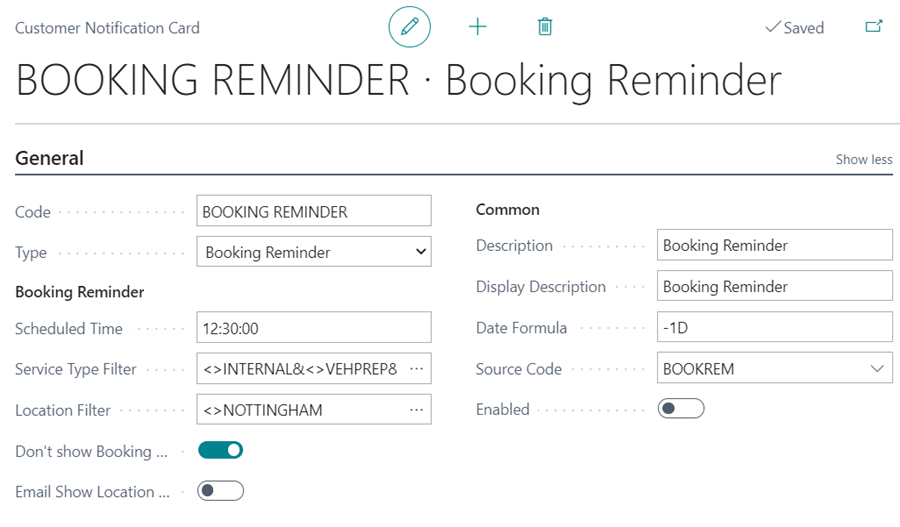 Customer Notification Card
Saved
BOOKING REMINDER · Booking Reminder
General
Show less
Code
BOOKING REMINDER
Type
Booking Reminder
Booking Reminder
Scheduled Time
12:30:00
Service Type Filter
<>INTERNAL&<>VEHPREP8
Location Filter
<>NOTTINGHAM
Don't show Booking ...
Email Show Location ...
Common
Description
Booking Reminder
Display Description
Booking Reminder
Date Formula
-1D
Source Code
BOOKREM
Enabled